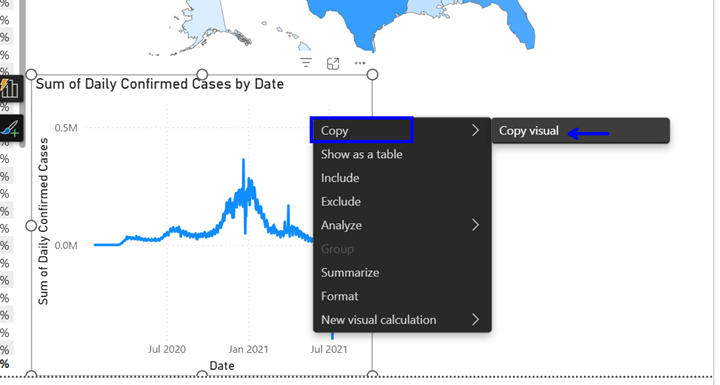 %
%
%
%
Sum of Daily Confirmed Cases by Date
%
%
%
%
%
%
%
%
%
%
%
%
%
Sum of Daily Confirmed Cases
0.5M
0.0M
Jul 2020
Jan 2021
Jul 2021
Date
Copy
Copy visual
Show as a table
Include
Exclude
Analyze
Group
Summarize
Format
New visual calculation